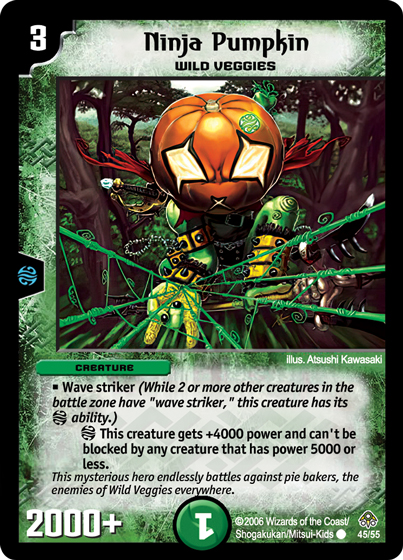 3
Ninja Pumpkin
WILD VEGGIES
illus. Atsushi Kawasaki
CREATURE
▪ Wave striker (While 2 or more other creatures in the
battle zone have "wave striker," this creature has its
ability.)
This creature gets +4000 power and can't be
blocked by any creature that has power 5000 or
less.
This mysterious hero endlessly battles against pie bakers, the
enemies of Wild Veggies everywhere.
2000+
1
©2006 Wizards of the Coast/
Shogakukan/Mitsui-Kids ● 45/55